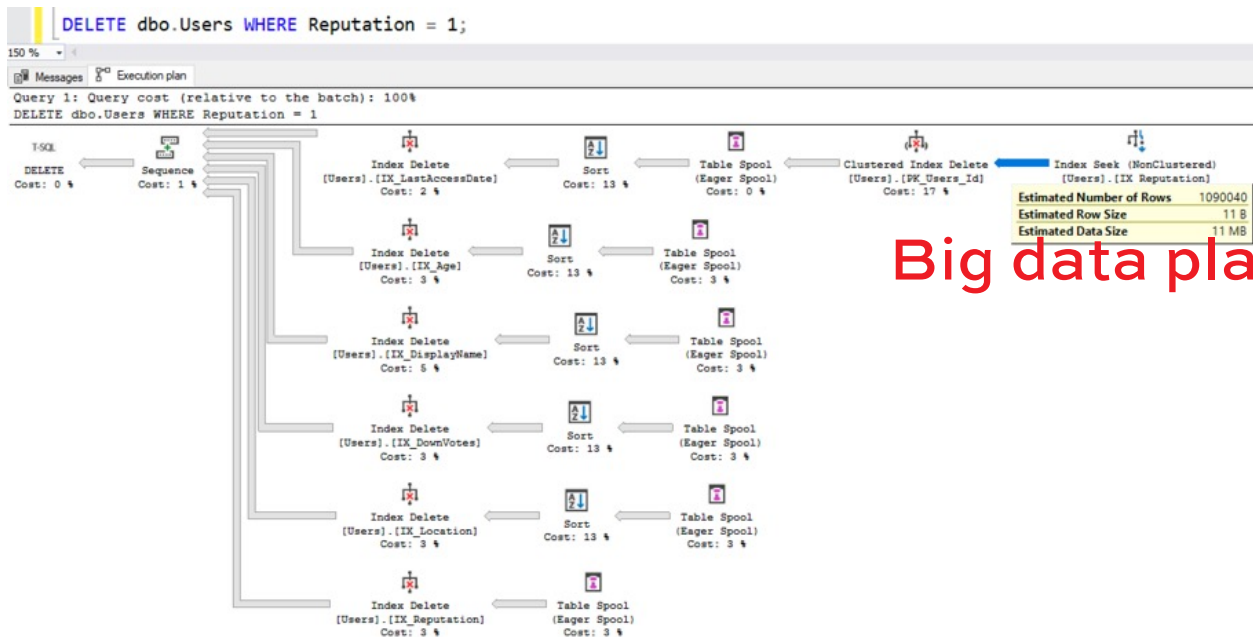 DELETE dbo.Users WHERE Reputation = 1;
150 %
Messages Execution plan
Query 1: Query cost (relative to the batch): 100%
DELETE dbo.Users WHERE Reputation = 1
T-SQL
DELETE
Cost: 0 %
Sequence
Cost: 1 %
Index Delete
[Users].[IX_LastAccessDate]
Cost: 2 %
Sort
Cost: 13 %
Table Spool
(Eager Spool)
Cost: 0 %
Clustered Index Delete
[Users].[PK_Users_Id]
Cost: 17 %
Index Seek (NonClustered)
[Users].[IX_Reputation]
Estimated Number of Rows 1090040
Estimated Row Size 11 B
Estimated Data Size 11 MB
Big data pla
Index Delete
[Users].[IX_Age]
Cost: 3 %
Sort
Cost: 13 %
Table Spool
(Eager Spool)
Cost: 3 %
Index Delete
[Users].[IX_DisplayName]
Cost: 5 %
Sort
Cost: 13 %
Table Spool
(Eager Spool)
Cost: 3 %
Index Delete
[Users].[IX_DownVotes]
Cost: 3 %
Sort
Cost: 13 %
Table Spool
(Eager Spool)
Cost: 3 %
Index Delete
[Users].[IX_Location]
Cost: 3 %
Sort
Cost: 13 %
Table Spool
(Eager Spool)
Cost: 3 %
Index Delete
[Users].[IX_Reputation]
Cost: 3 %
Table Spool
(Eager Spool)
Cost: 3 %